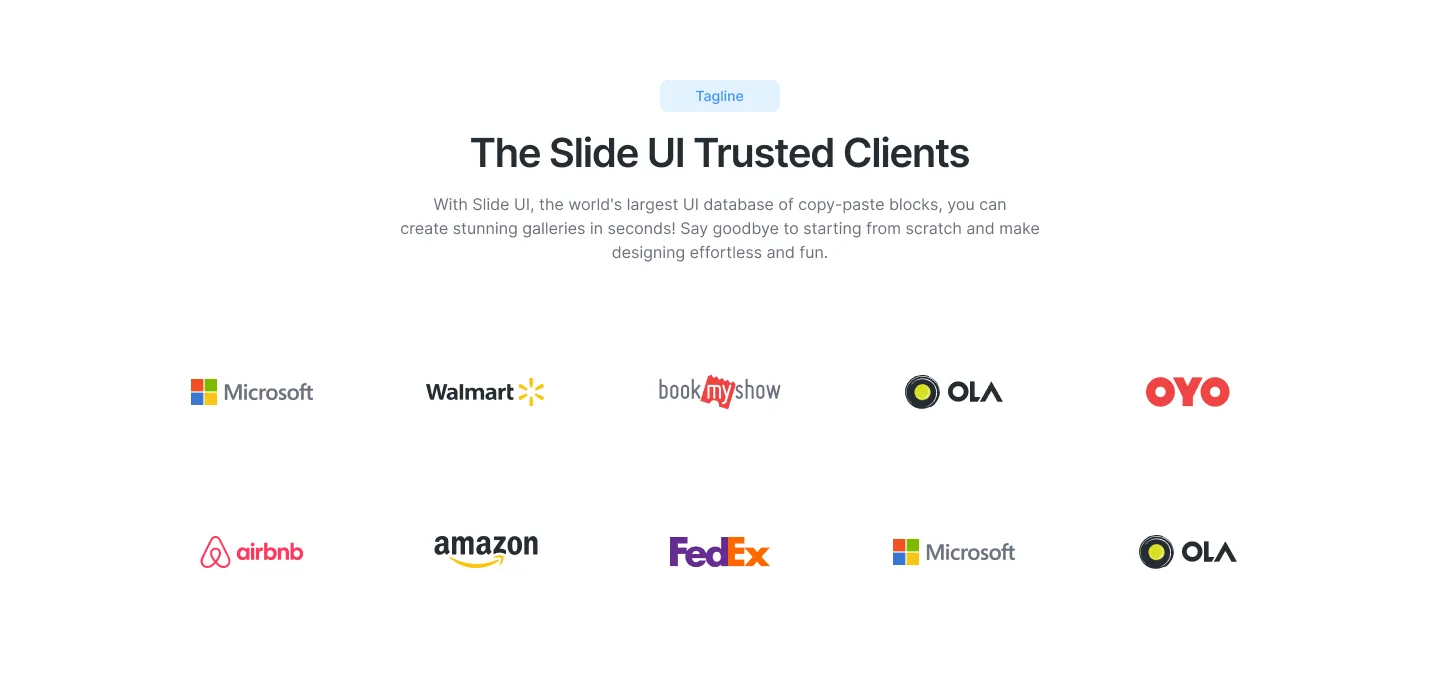 Tagline
The Slide UI Trusted Clients
With Slide UI, the world's largest UI database of copy-paste blocks, you can
create stunning galleries in seconds! Say goodbye to starting from scratch and make
designing effortless and fun.
Microsoft
Walmart
bookmyshow
OLA
OYO
airbnb
amazon
FedEx
Microsoft
OLA